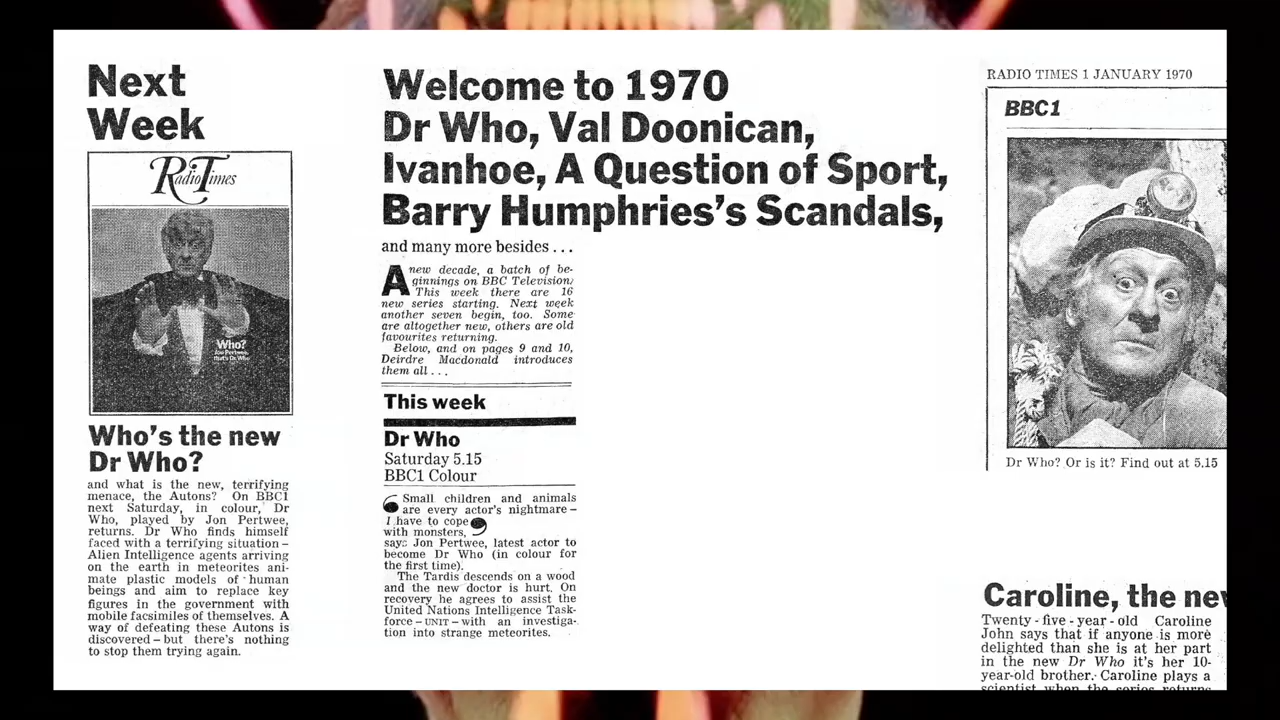 Next
Week
Radio Times
Who?
Jon Pertwee,
that's Dr Who
Who's the new
Dr Who?
and what is the new, terrifying
menace, the Autons? On BBC1
next Saturday, in colour, Dr
Who, played by Jon Pertwee,
returns. Dr Who finds himself
faced with a terrifying situation–
Alien Intelligence agents arriving
on the earth in meteorites ani-
mate plastic models of human
beings and aim to replace key
figures in the government with
mobile facsimiles of themselves. A
way of defeating these Autons is
discovered–but there's nothing
to stop them trying again.
Welcome to 1970
Dr Who, Val Doonican,
Ivanhoe, A Question of Sport,
Barry Humphries's Scandals,
and many more besides...
A new decade, a batch of be-
ginnings on BBC Television.
This week there are 16
new series starting. Next week
another seven begin, too. Some
are altogether new, others are old
favourites returning.
Below, and on pages 9 and 10,
Deirdre Macdonald introduces
them all...
This week
Dr Who
Saturday 5.15
BBC1 Colour
‘Small children and animals
are every actor's nightmare–
I have to cope
with monsters,’
says Jon Pertwee, latest actor to
become Dr Who (in colour for
the first time).
The Tardis descends on a wood
and the new doctor is hurt. On
recovery he agrees to assist the
United Nations Intelligence Task-
force–UNIT–with an investiga-
tion into strange meteorites.
RADIO TIMES 1 JANUARY 1970
BBC1
Dr Who? Or is it? Find out at 5.15
Caroline, the ne
Twenty-five-year-old Caroline
John says that if anyone is more
delighted than she is at her part
in the new Dr Who it's her 10-
year-old brother. Caroline plays a
scientist when the series returns